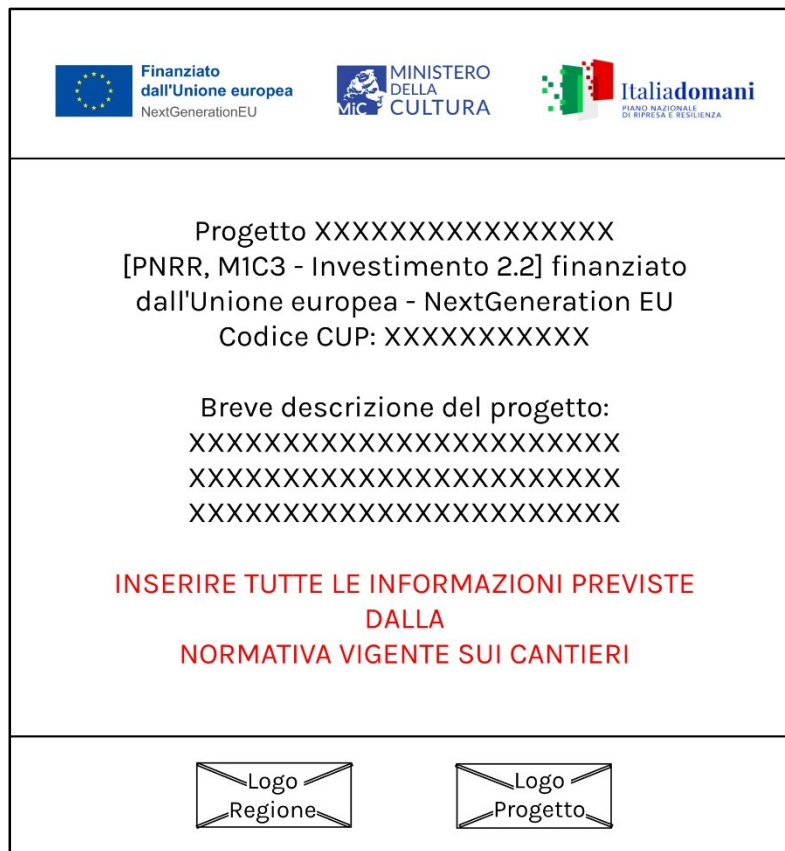 Finanziato
dall'Unione europea
NextGenerationEU
MiC
MINISTERO
DELLA
CULTURA
Italiadomani
PIANO NAZIONALE
DI RIPRESA E RESILIENZA
Progetto XXXXXXXXXXXXXXXX
[PNRR, M1C3 - Investimento 2.2] finanziato
dall'Unione europea - NextGeneration EU
Codice CUP: XXXXXXXXXXX
Breve descrizione del progetto:
XXXXXXXXXXXXXXXXXXXXXXX
XXXXXXXXXXXXXXXXXXXXXXX
XXXXXXXXXXXXXXXXXXXXXXX
INSERIRE TUTTE LE INFORMAZIONI PREVISTE
DALLA
NORMATIVA VIGENTE SUI CANTIERI
Logo
Regione
Logo
Progetto